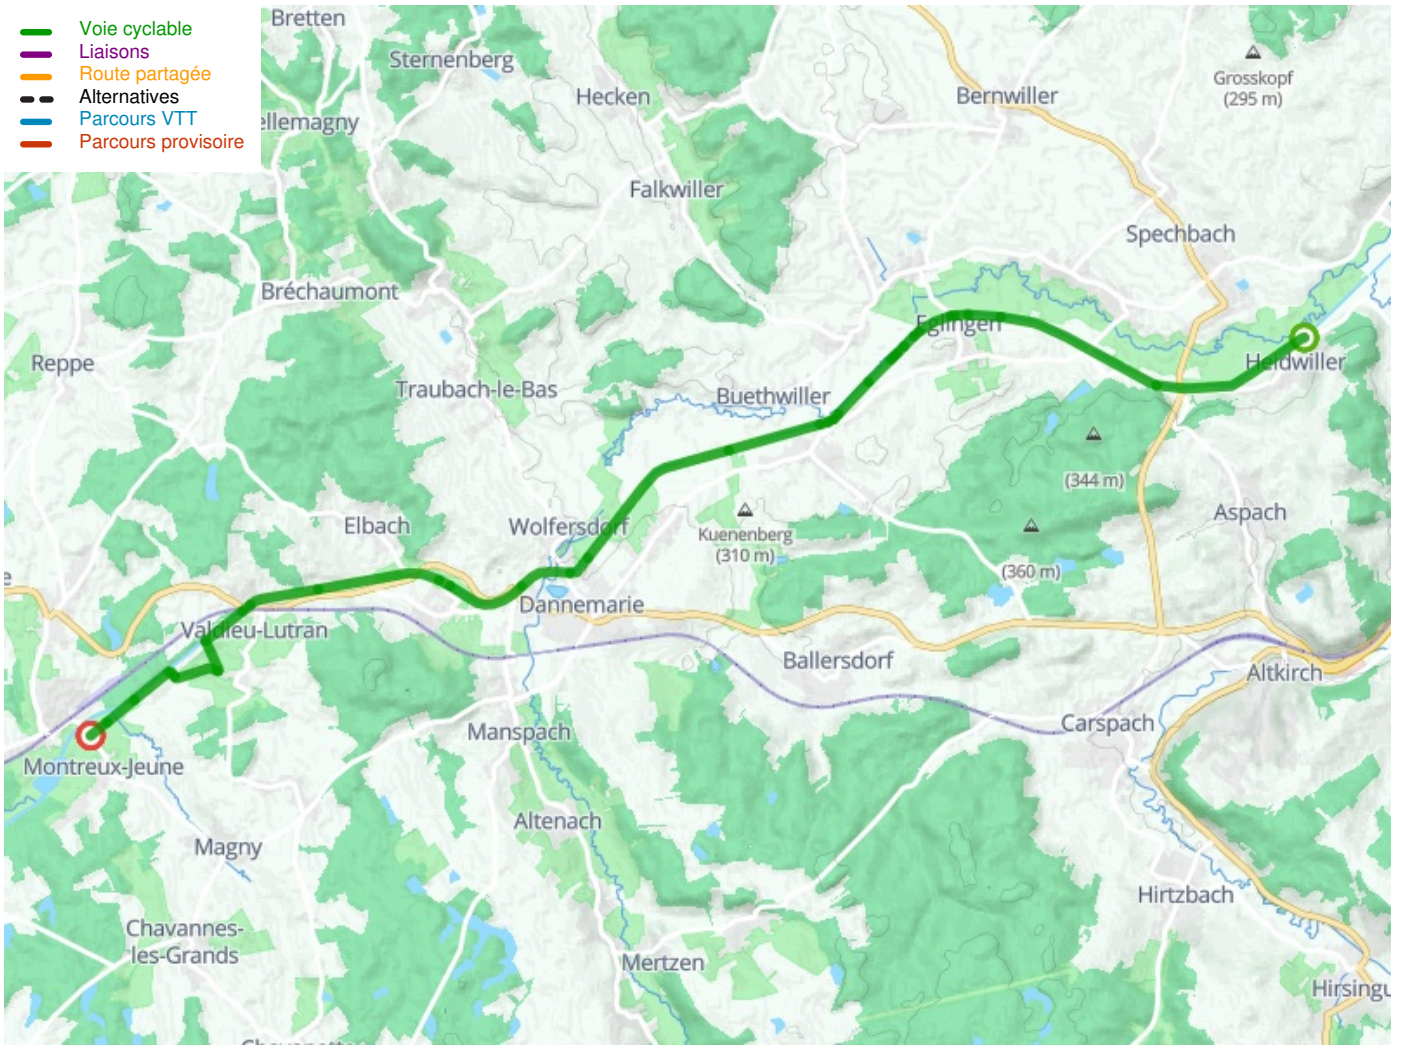 Voie cyclable
Liaisons
Route partagée
Alternatives
Parcours VTT
Parcours provisoire
Bretten
Sternenberg
Hecken
Bernwiller
Grosskopf
(295 m)
ellemagny
Falkwiller
Spechbach
Bréchaumont
Eglingen
Reppe
Heidwiller
Traubach-le-Bas
Buethwiller
(344 m)
Elbach
Wolfersdorf
Kuenenberg
(310 m)
Aspach
(360 m)
e
Dannemarie
Valdieu-Lutran
Ballersdorf
Altkirch
Manspach
Carspach
Montreux-Jeune
Altenach
Magny
Hirtzbach
Chavannes-
les-Grands
Mertzen
Hirsingu